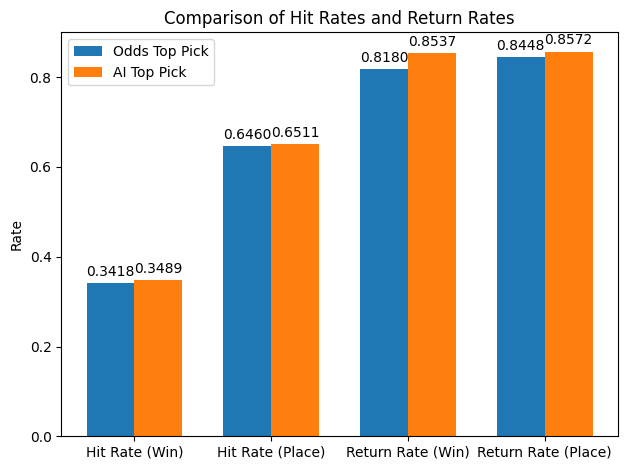 Comparison of Hit Rates and Return Rates
Odds Top Pick
AI Top Pick
Rate
0.8
0.6
0.4
0.2
0.0
0.3418
0.3489
0.6460
0.6511
0.8180
0.8537
0.8448
0.8572
Hit Rate (Win)
Hit Rate (Place)
Return Rate (Win)
Return Rate (Place)